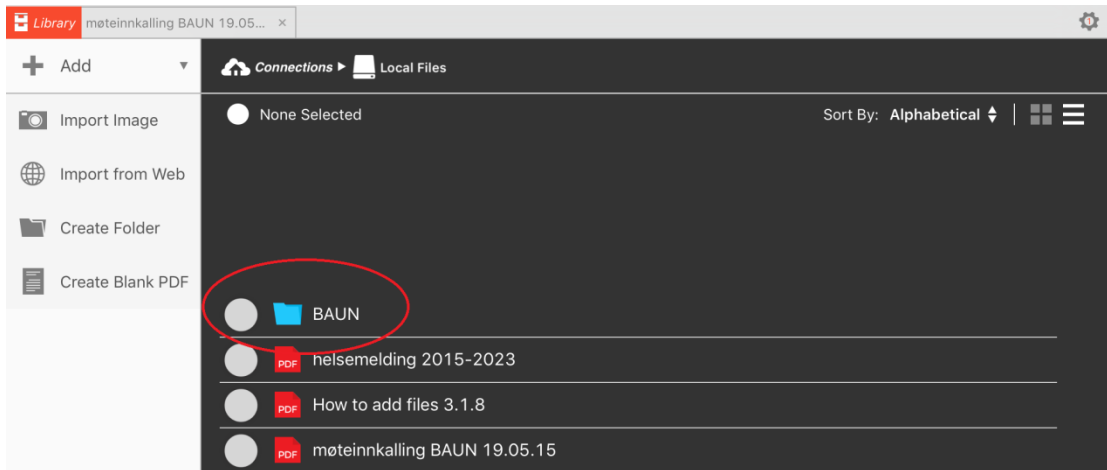 Library møteinnkalling BAUN 19.05... ×
Add
Connections Local Files
Import Image
None Selected
Sort By: Alphabetical
Import from Web
Create Folder
Create Blank PDF
BAUN
PDF helsemelding 2015-2023
PDF How to add files 3.1.8
PDF møteinnkalling BAUN 19.05.15